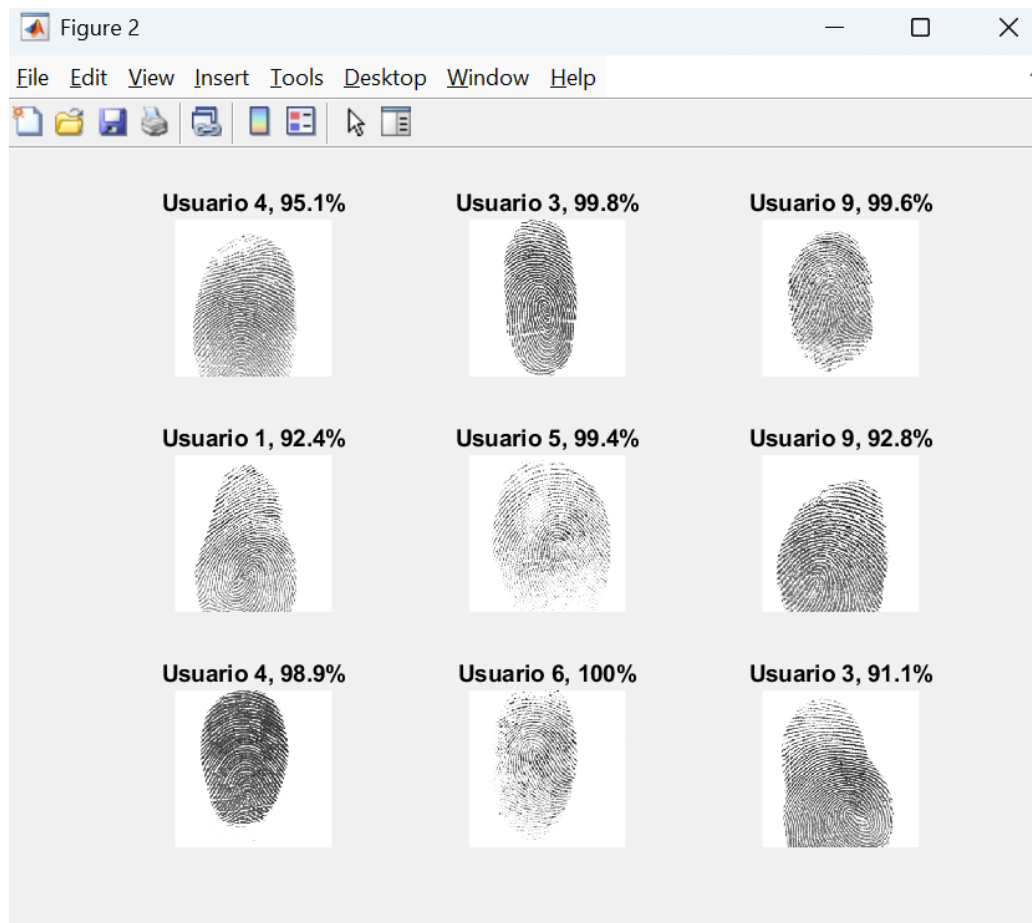 Figure 2
File Edit View Insert Tools Desktop Window Help
Usuario 4, 95.1% Usuario 3, 99.8% Usuario 9, 99.6%
Usuario 1, 92.4% Usuario 5, 99.4% Usuario 9, 92.8%
Usuario 4, 98.9% Usuario 6, 100% Usuario 3, 91.1%